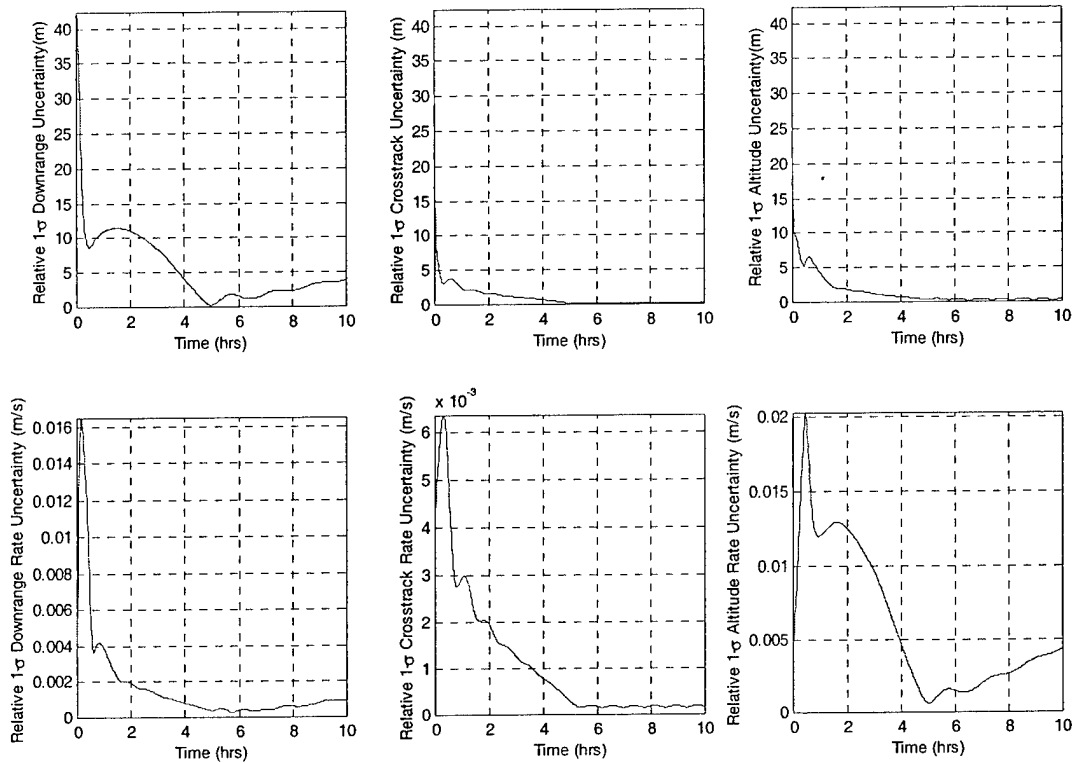 Relative 1-σ Downrange Uncertainty(m)
40
35
30
25
20
15
10
5
0
0 2 4 6 8 10
Time (hrs)
Relative 1-σ Crosstrack Uncertainty (m)
40
35
30
25
20
15
10
5
0
0 2 4 6 8 10
Time (hrs)
Relative 1-σ Altitude Uncertainty(m)
40
35
30
25
20
15
10
5
0
0 2 4 6 8 10
Time (hrs)
Relative 1-σ Downrange Rate Uncertainty (m/s)
0.016
0.014
0.012
0.01
0.008
0.006
0.004
0.002
0
0 2 4 6 8 10
Time (hrs)
Relative 1-σ Crosstrack Rate Uncertainty (m/s)
x 10-3
6
5
4
3
2
1
0
0 2 4 6 8 10
Time (hrs)
Relative 1-σ Altitude Rate Uncertainty (m/s)
0.02
0.015
0.01
0.005
0
0 2 4 6 8 10
Time (hrs)